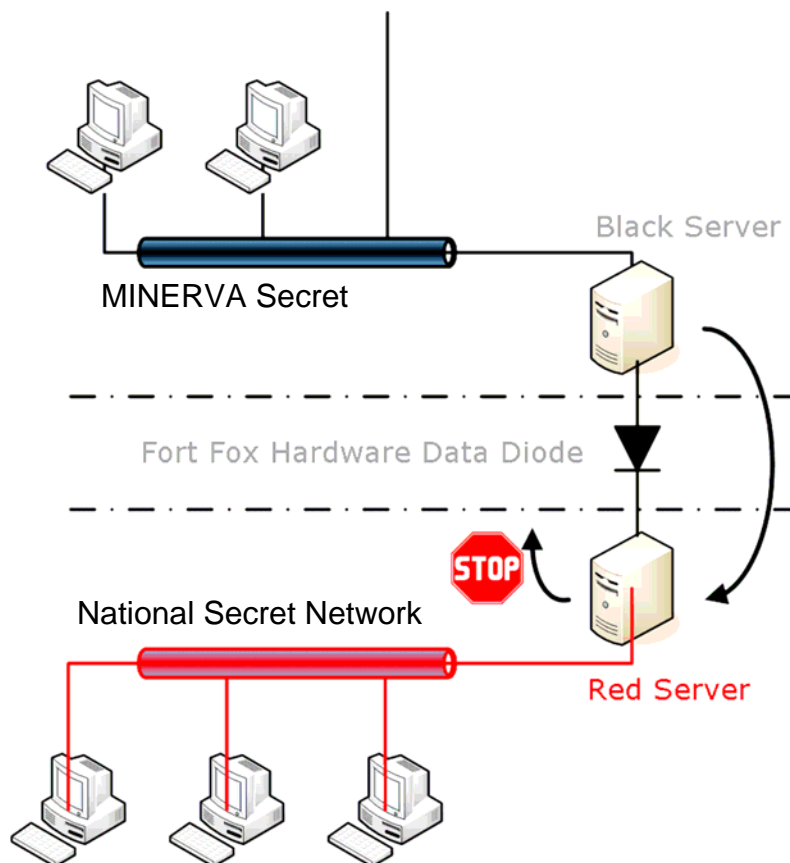 Black Server
MINERVA Secret
Fort Fox Hardware Data Diode
STOP
National Secret Network
Red Server